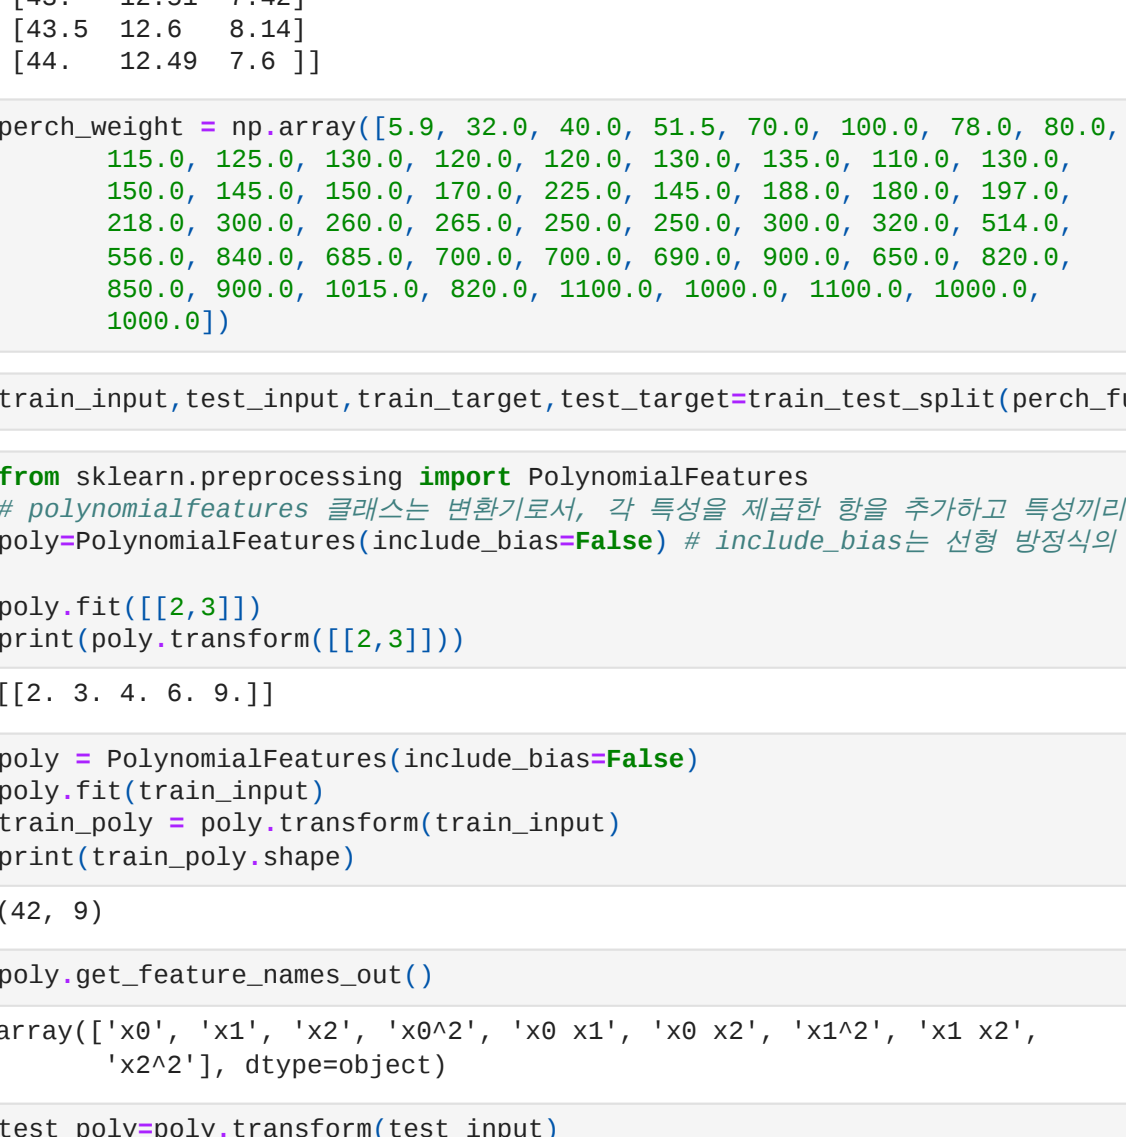 [43. 12.51 7.42]
[43.5 12.6 8.14]
[44. 12.49 7.6 ]]
perch_weight = np.array([5.9, 32.0, 40.0, 51.5, 70.0, 100.0, 78.0, 80.0,
115.0, 125.0, 130.0, 120.0, 120.0, 130.0, 135.0, 110.0, 130.0,
150.0, 145.0, 150.0, 170.0, 225.0, 145.0, 188.0, 180.0, 197.0,
218.0, 300.0, 260.0, 265.0, 250.0, 250.0, 300.0, 320.0, 514.0,
556.0, 840.0, 685.0, 700.0, 700.0, 690.0, 900.0, 650.0, 820.0,
850.0, 900.0, 1015.0, 820.0, 1100.0, 1000.0, 1100.0, 1000.0,
1000.0])
train_input,test_input,train_target,test_target=train_test_split(perch_fu
from sklearn.preprocessing import PolynomialFeatures
# polynomialfeatures 클래스는 변환기로서, 각 특성을 제곱한 항을 추가하고 특성끼리
poly=PolynomialFeatures(include_bias=False) # include_bias는 선형 방정식의
poly.fit([[2,3]])
print(poly.transform([[2,3]]))
[[2. 3. 4. 6. 9.]]
poly = PolynomialFeatures(include_bias=False)
poly.fit(train_input)
train_poly = poly.transform(train_input)
print(train_poly.shape)
(42, 9)
poly.get_feature_names_out()
array(['x0', 'x1', 'x2', 'x0^2', 'x0 x1', 'x0 x2', 'x1^2', 'x1 x2',
'x2^2'], dtype=object)
test_poly=poly.transform(test_input)